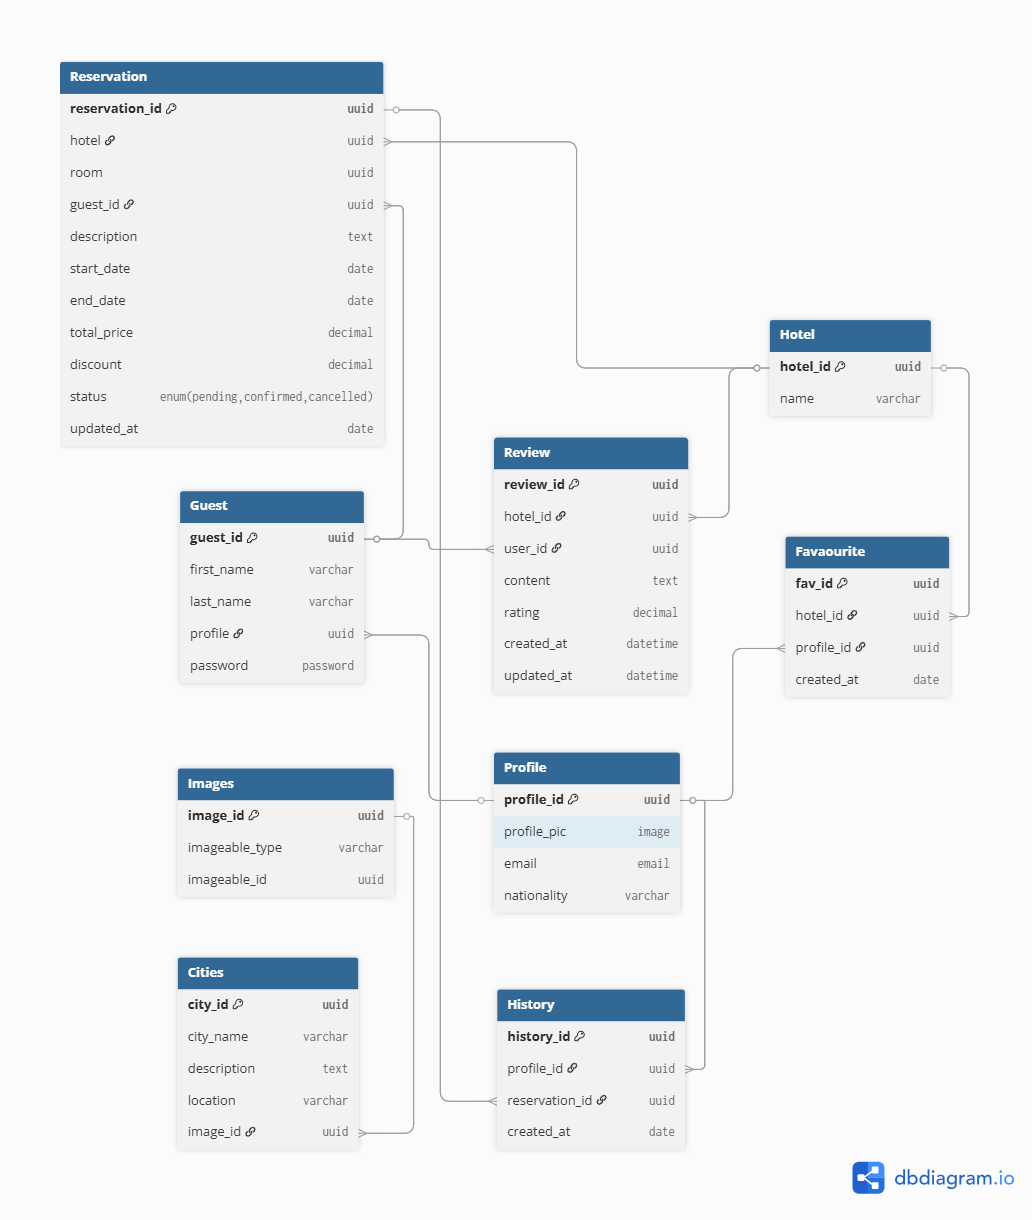 Reservation
reservation_id uuid
hotel uuid
room uuid
guest_id uuid
description text
start_date date
end_date date
total_price decimal
discount decimal
status enum(pending,confirmed,cancelled)
updated_at date
Hotel
hotel_id uuid
name varchar
Review
review_id uuid
hotel_id uuid
user_id uuid
content text
rating decimal
created_at datetime
updated_at datetime
Guest
guest_id uuid
first_name varchar
last_name varchar
profile uuid
password password
Favaourite
fav_id uuid
hotel_id uuid
profile_id uuid
created_at date
Profile
profile_id uuid
profile_pic image
email email
nationality varchar
Images
image_id uuid
imageable_type varchar
imageable_id uuid
Cities
city_id uuid
city_name varchar
description text
location varchar
image_id uuid
History
history_id uuid
profile_id uuid
reservation_id uuid
created_at date
dbdiagram.io